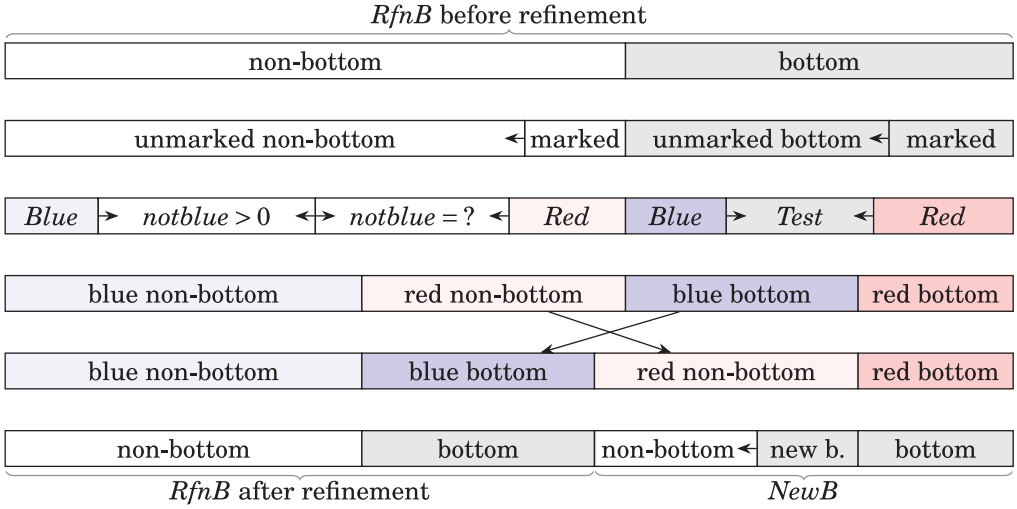 RfnB before refinement
non-bottom bottom
unmarked non-bottom marked unmarked bottom marked
Blue notblue > 0 notblue = ? Red Blue Test Red
blue non-bottom red non-bottom blue bottom red bottom
blue non-bottom blue bottom red non-bottom red bottom
non-bottom bottom non-bottom new b. bottom
RfnB after refinement NewB